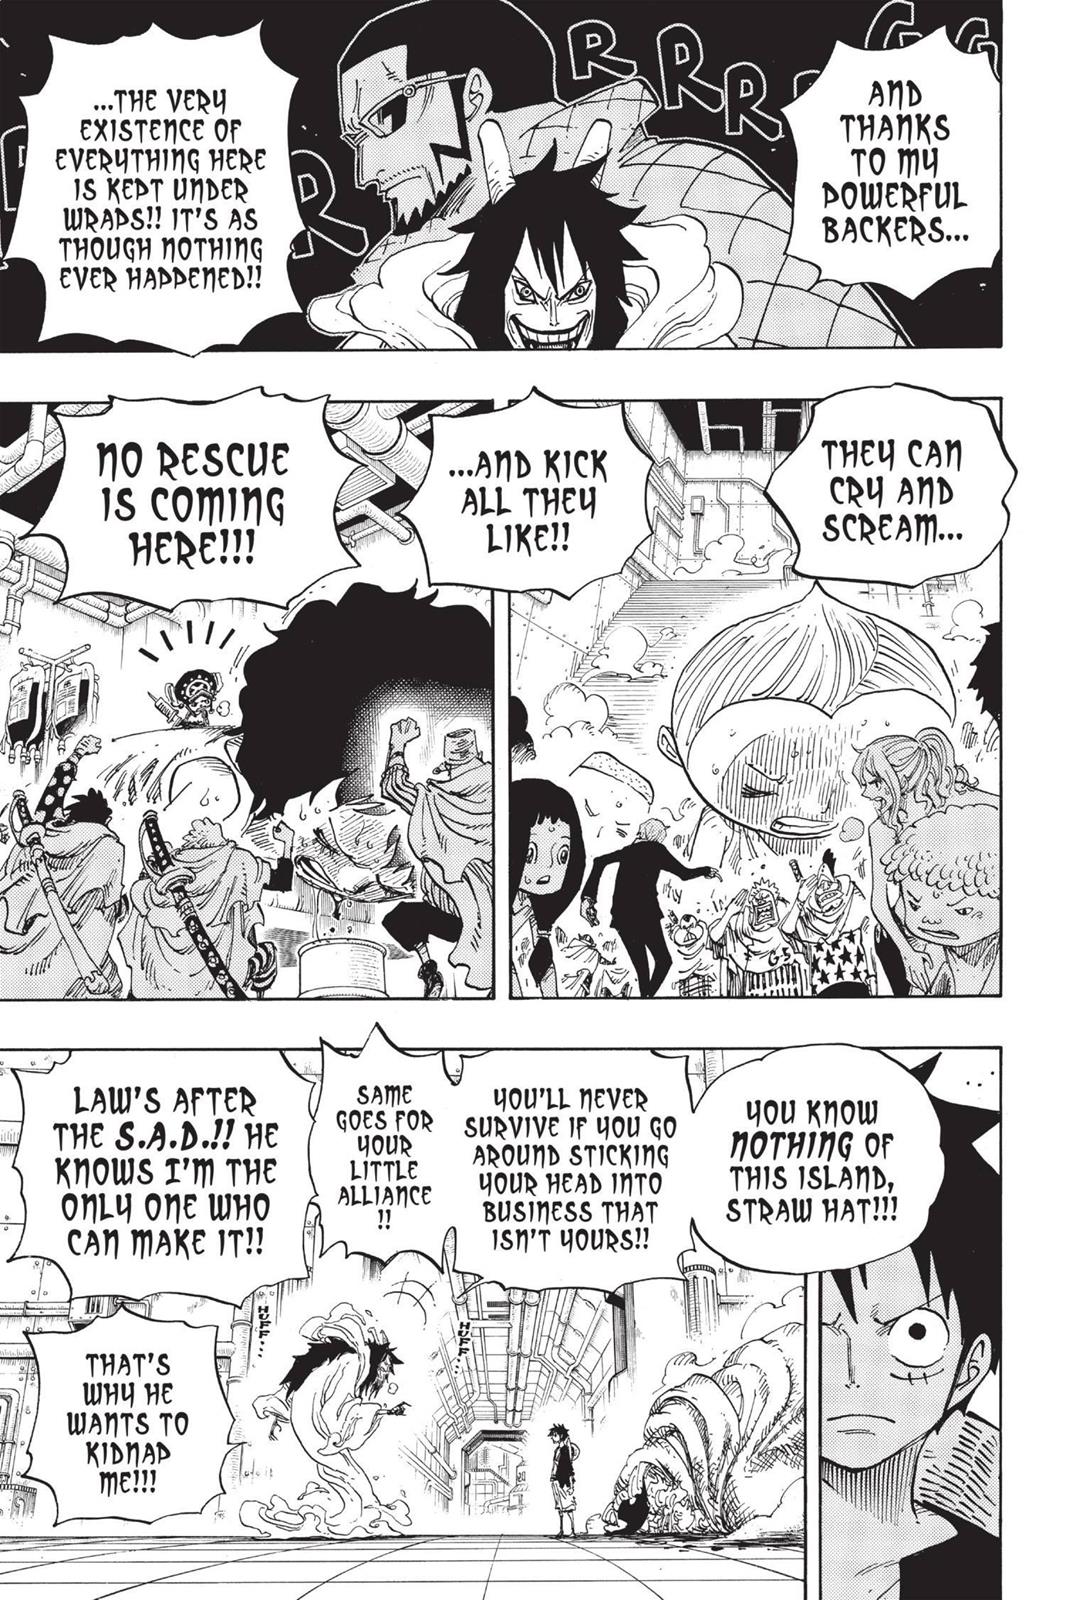 AND
THANKS
TO MY
POWERFUL
BACKERS...
...THE VERY
EXISTENCE OF
EVERYTHING HERE
IS KEPT UNDER
WRAPS!! IT'S AS
THOUGH NOTHING
EVER HAPPENED!!
RRRRRRGG
THEY CAN
CRY AND
SCREAM...
...AND KICK
ALL THEY
LIKE!!
NO RESCUE
IS COMING
HERE!!!
G5
YOU KNOW
NOTHING OF
THIS ISLAND,
STRAW HAT!!!
YOU'LL NEVER
SURVIVE IF YOU GO
AROUND STICKING
YOUR HEAD INTO
BUSINESS THAT
ISN'T YOURS!!
SAME
GOES FOR
YOUR
LITTLE
ALLIANCE
!!
LAW'S AFTER
THE S.A.D.!! HE
KNOWS I'M THE
ONLY ONE WHO
CAN MAKE IT!!
HUFF...
HUFF...
THAT'S
WHY HE
WANTS TO
KIDNAP
ME!!!